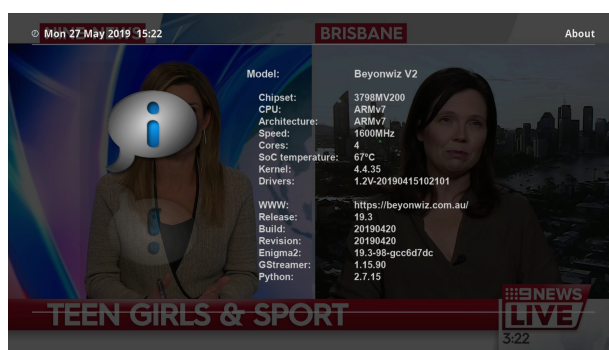 NINE NEWS
BRISBANE
Mon 27 May 2019 15:22
About
Model: Beyonwiz V2
Chipset: 3798MV200
CPU: ARMv7
Architecture: ARMv7
Speed: 1600MHz
Cores: 4
SoC temperature: 67°C
Kernel: 4.4.35
Drivers: 1.2V-20190415102101
WWW: https://beyonwiz.com.au/
Release: 19.3
Build: 20190420
Revision: 20190420
Enigma2: 19.3-98-gcc6d7dc
GStreamer: 1.15.90
Python: 2.7.15
TEEN GIRLS & SPORT
9NEWS
LIVE
3:22